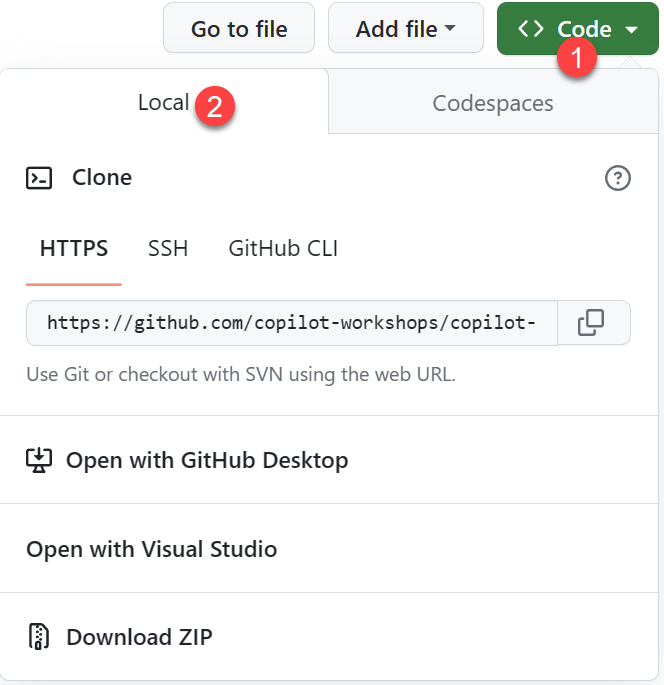 Go to file
Add file
Code
1
Local
2
Codespaces
Clone
HTTPS
SSH
GitHub CLI
https://github.com/copilot-workshops/copilot-
Use Git or checkout with SVN using the web URL.
Open with GitHub Desktop
Open with Visual Studio
Download ZIP